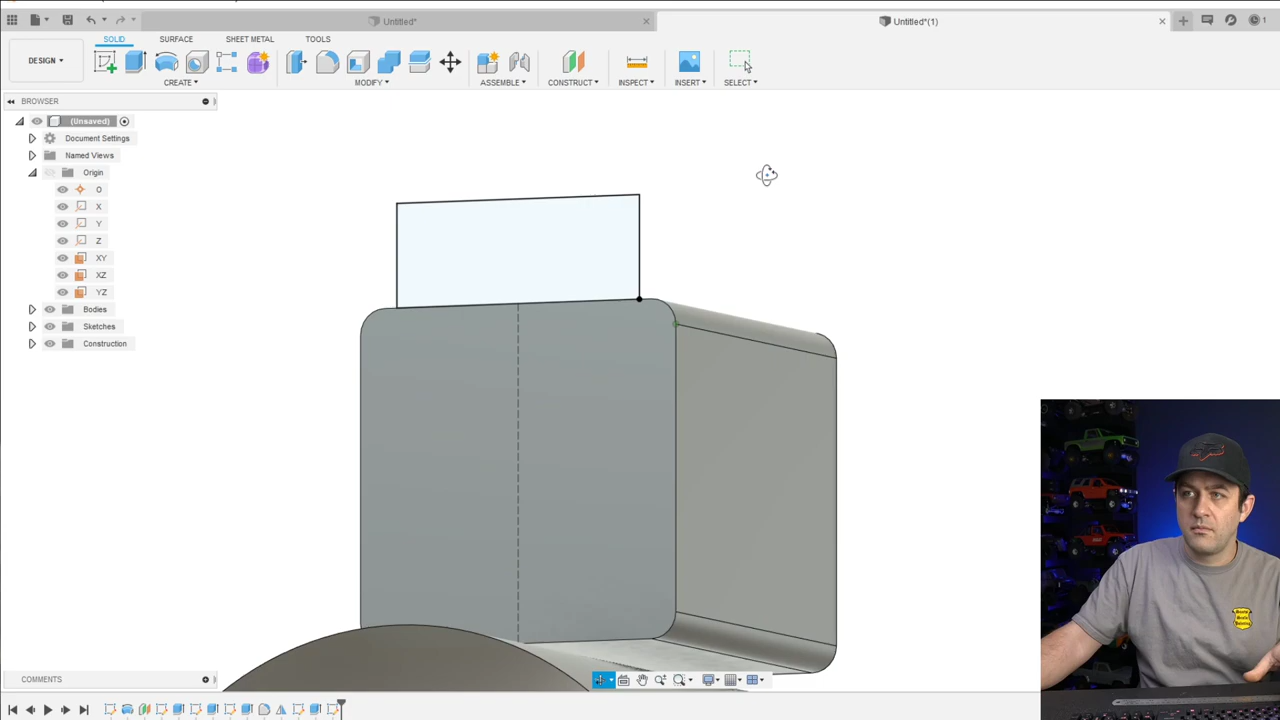 Untitled*
Untitled*(1)
DESIGN
SOLID
SURFACE
SHEET METAL
TOOLS
CREATE
MODIFY
ASSEMBLE
CONSTRUCT
INSPECT
INSERT
SELECT
BROWSER
(Unsaved)
Document Settings
Named Views
Origin
O
X
Y
Z
XY
XZ
YZ
Bodies
Sketches
Construction
COMMENTS
1